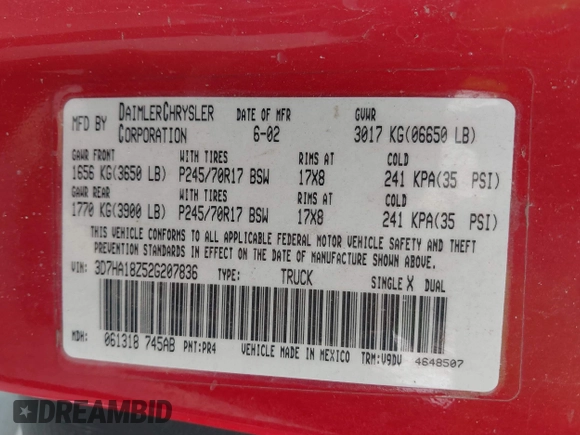 MFD BY DAIMLERCHRYSLER CORPORATION DATE OF MFR 6-02 GVWR 3017 KG(06650 LB)
GAWR FRONT WITH TIRES RIMS AT COLD
1656 KG(3650 LB) P245/70R17 BSW 17X8 241 KPA(35 PSI)
GAWR REAR WITH TIRES RIMS AT COLD
1770 KG(3900 LB) P245/70R17 BSW 17X8 241 KPA(35 PSI)
THIS VEHICLE CONFORMS TO ALL APPLICABLE FEDERAL MOTOR VEHICLE SAFETY AND THEFT
PREVENTION STANDARDS IN EFFECT ON THE DATE OF MANUFACTURE SHOWN ABOVE.
VIN: 3D7HA18Z52G207836 TYPE: TRUCK SINGLE X DUAL
MDH: 061318 745AB PNT:PR4 VEHICLE MADE IN MEXICO TRM:V9DV 4648507
DREAMBID